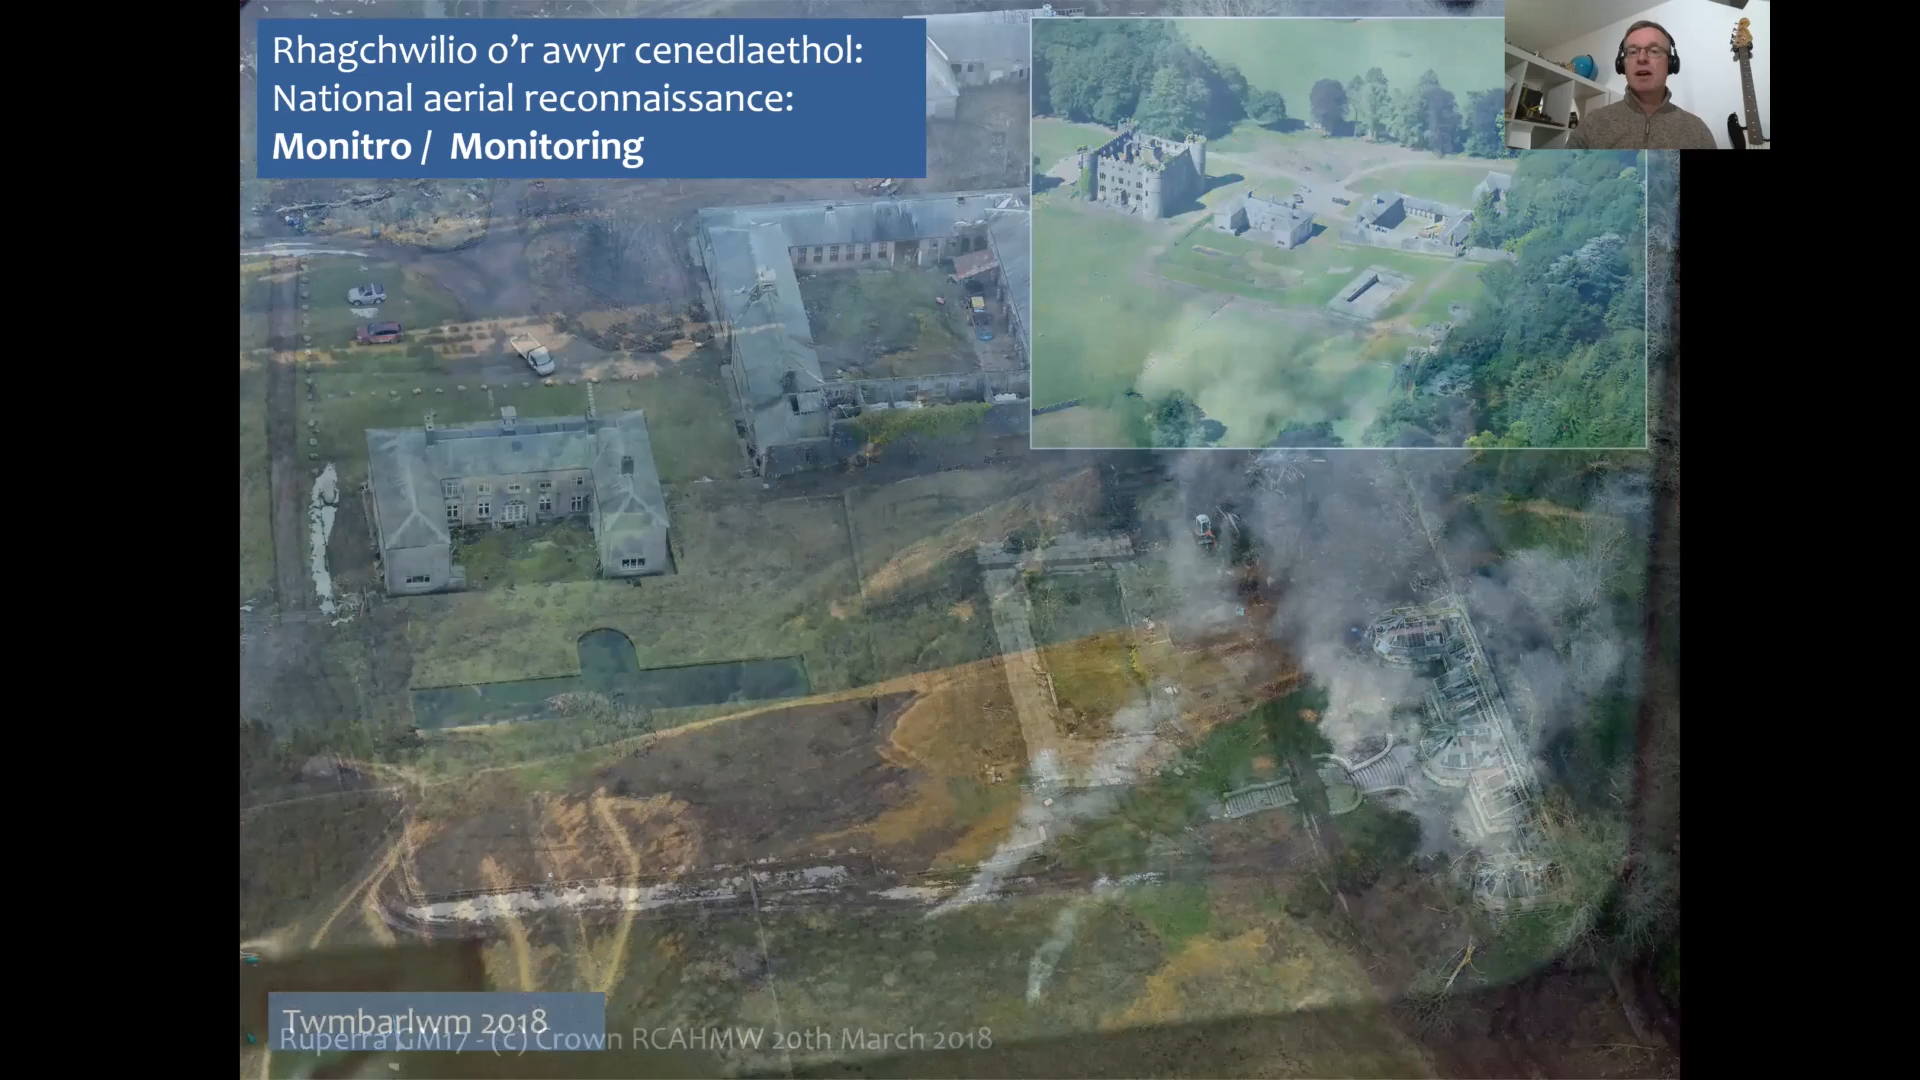 Rhagchwilio o’r awyr cenedlaethol:
National aerial reconnaissance:
Monitro / Monitoring
Twmbarlwm 2018
Ruperra GM17 - (c) Crown RCAHMW 20th March 2018